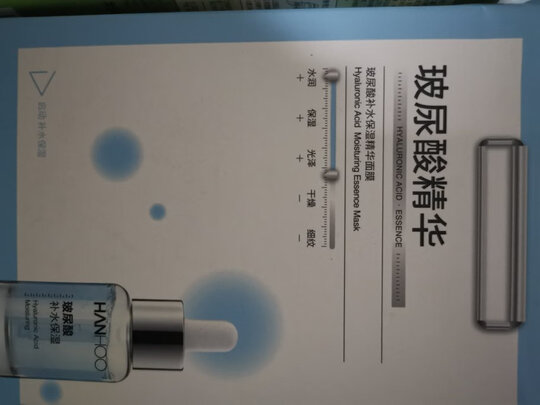 玻尿酸精华
HYALURONIC ACID · ESSENCE
玻尿酸补水保湿精华面膜
Hyaluronic Acid Moisturing Essence Mask
水润 保湿 光泽 干燥 细纹
+ + + − −
启动 补水保湿
HANHOO
玻尿酸
补水保湿
Hyaluronic Acid
Moisturing